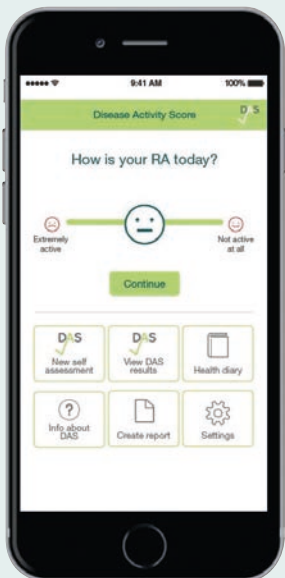 9:41 AM
100%
Disease Activity Score
DAS
How is your RA today?
Extremely
active
Not active
at all
Continue
DAS
New self
assessment
DAS
View DAS
results
Health diary
?
Info about
DAS
Create report
Settings